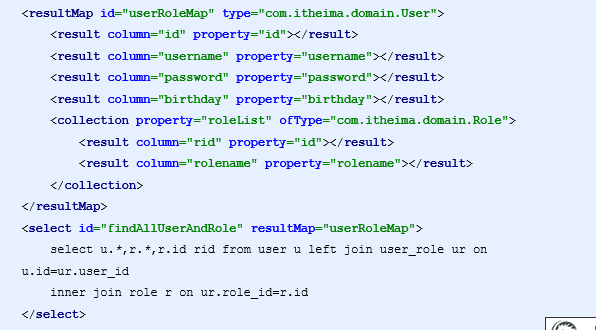 <resultMap id="userRoleMap" type="com.itheima.domain.User">
<result column="id" property="id"></result>
<result column="username" property="username"></result>
<result column="password" property="password"></result>
<result column="birthday" property="birthday"></result>
<collection property="roleList" ofType="com.itheima.domain.Role">
<result column="rid" property="id"></result>
<result column="rolename" property="rolename"></result>
</collection>
</resultMap>
<select id="findAllUserAndRole" resultMap="userRoleMap">
select u.*,r.*,r.id rid from user u left join user_role ur on
u.id=ur.user_id
inner join role r on ur.role_id=r.id
</select>